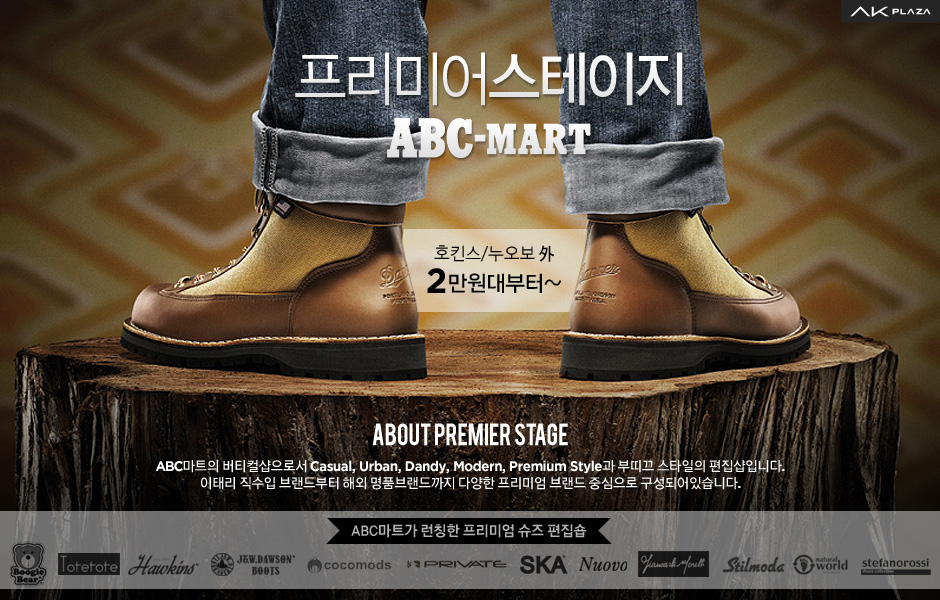 AK PLAZA
프리미어스테이지
ABC-MART
호킨스/누오보 外
2만원대부터~
Danner
ABOUT PREMIER STAGE
ABC마트의 버티컬샵으로서 Casual, Urban, Dandy, Modern, Premium Style과 부띠끄 스타일의 편집샵입니다.
이태리 직수입 브랜드부터 해외 명품브랜드까지 다양한 프리미엄 브랜드 중심으로 구성되어있습니다.
ABC마트가 런칭한 프리미엄 슈즈 편집숍
Boogie Bear
Totetote
Hawkins
J&W.DAWSON BOOTS
cocomods
PRIVATE
SKA
Nuovo
Stilmoda
natural world
stefanorossi